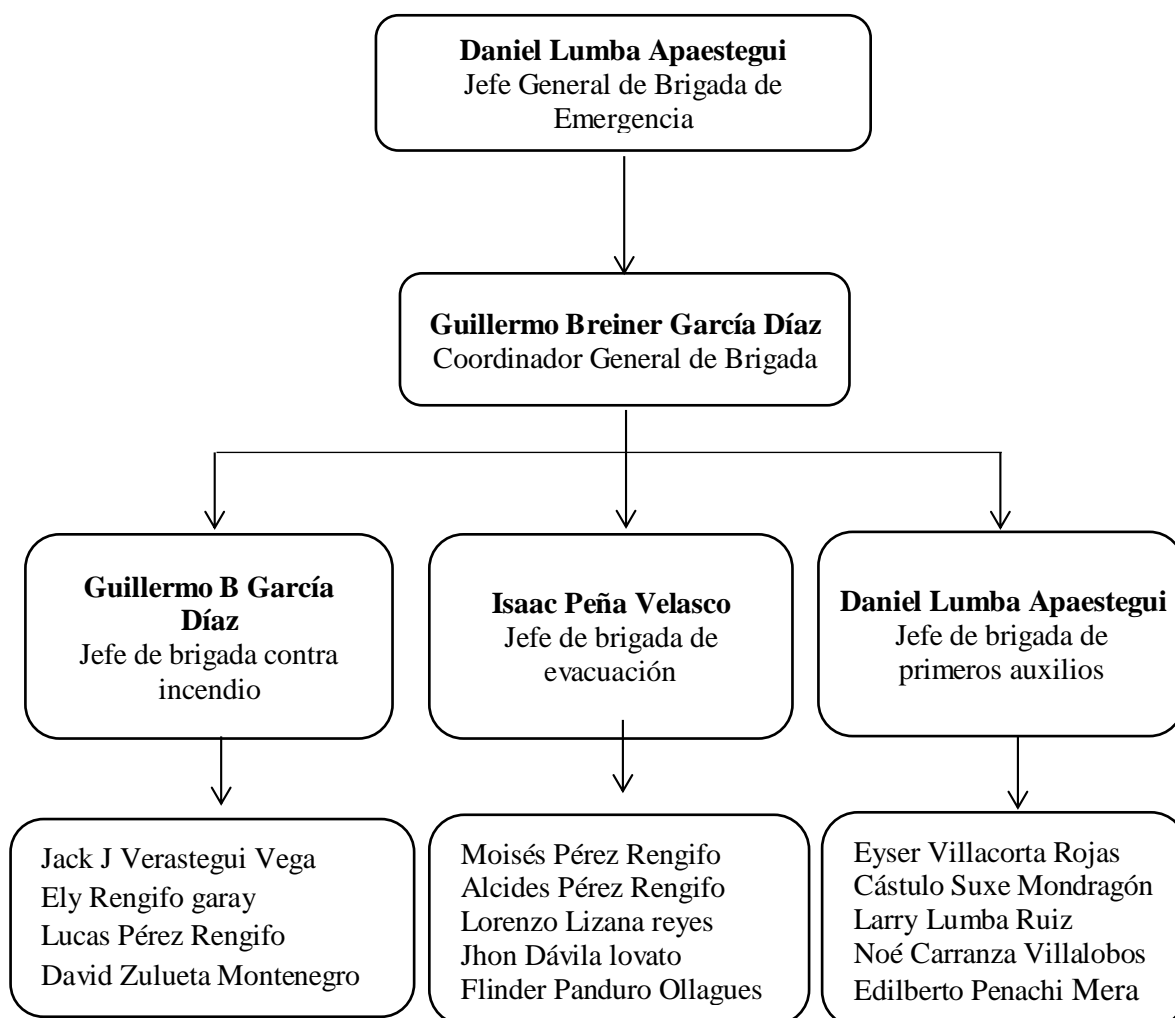 Daniel Lumba Apaestegui
Jefe General de Brigada de
Emergencia
Guillermo Breiner García Díaz
Coordinador General de Brigada
Guillermo B García
Díaz
Jefe de brigada contra
incendio
Isaac Peña Velasco
Jefe de brigada de
evacuación
Daniel Lumba Apaestegui
Jefe de brigada de
primeros auxilios
Jack J Verastegui Vega
Ely Rengifo garay
Lucas Pérez Rengifo
David Zulueta Montenegro
Moisés Pérez Rengifo
Alcides Pérez Rengifo
Lorenzo Lizana reyes
Jhon Dávila lovato
Flinder Panduro Ollagues
Eyser Villacorta Rojas
Cástulo Suxe Mondragón
Larry Lumba Ruiz
Noé Carranza Villalobos
Edilberto Penachi Mera